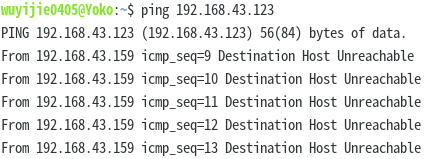 wuyijie0405@Yoko:~$ ping 192.168.43.123
PING 192.168.43.123 (192.168.43.123) 56(84) bytes of data.
From 192.168.43.159 icmp_seq=9 Destination Host Unreachable
From 192.168.43.159 icmp_seq=10 Destination Host Unreachable
From 192.168.43.159 icmp_seq=11 Destination Host Unreachable
From 192.168.43.159 icmp_seq=12 Destination Host Unreachable
From 192.168.43.159 icmp_seq=13 Destination Host Unreachable